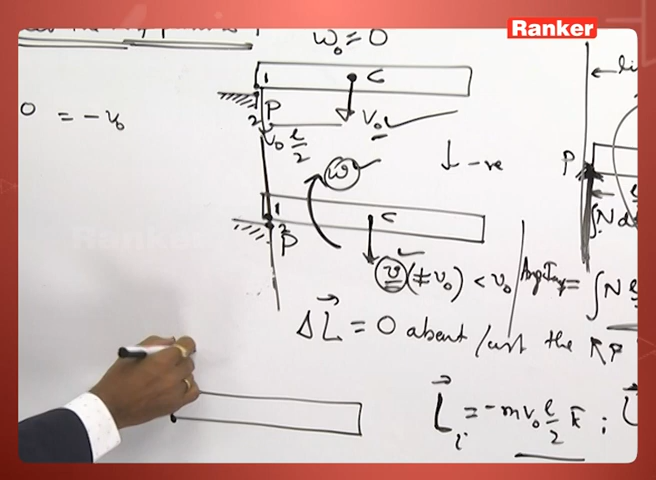 Ranker
ω₀ = 0
1 C
P
2
v₀ l/2
v₀
0 = -v₀
ω
↓ -ve
P
1 C
2
P
v (≠v₀) < v₀
∫N
Ang Imp = ∫N
ΔL⃗ = 0 about / wrt the
L⃗ᵢ = -mv₀ l/2 k̂ ;